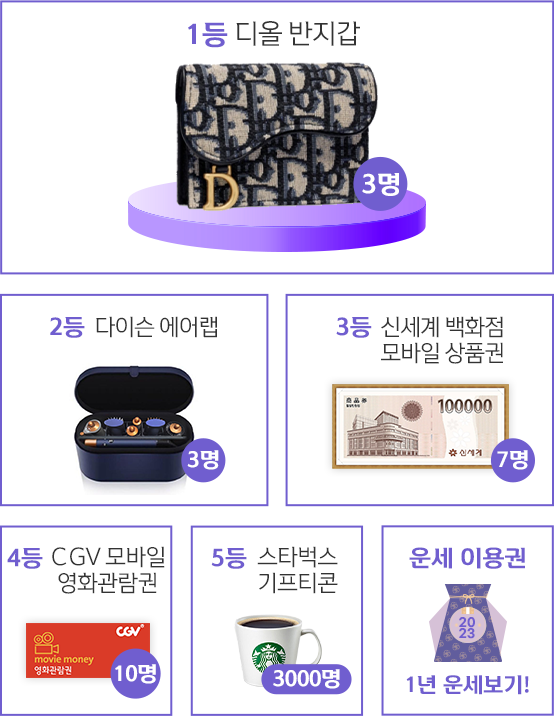 1등 디올 반지갑
D
3명
2등 다이슨 에어랩
3명
3등 신세계 백화점
모바일 상품권
商品券
100000
신세계
7명
4등 CGV 모바일
영화관람권
CGV
movie money
영화관람권
10명
5등 스타벅스
기프티콘
3000명
운세 이용권
20
23
1년 운세보기!